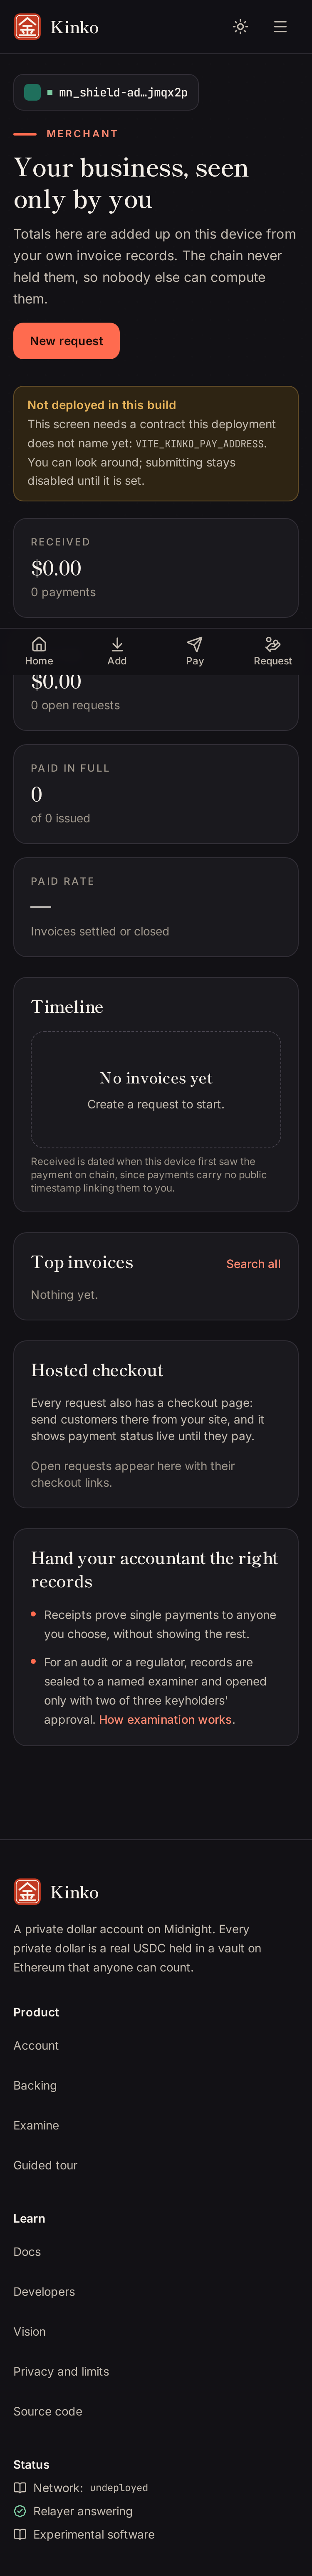 金 Kinko
mn_shield-ad…jmqx2p
MERCHANT
Your business, seen
only by you
Totals here are added up on this device from
your own invoice records. The chain never
held them, so nobody else can compute
them.
New request
Not deployed in this build
This screen needs a contract this deployment
does not name yet: VITE_KINKO_PAY_ADDRESS.
You can look around; submitting stays
disabled until it is set.
RECEIVED
$0.00
0 payments
Home Add Pay Request
$0.00
0 open requests
PAID IN FULL
0
of 0 issued
PAID RATE
—
Invoices settled or closed
Timeline
No invoices yet
Create a request to start.
Received is dated when this device first saw the
payment on chain, since payments carry no public
timestamp linking them to you.
Top invoices Search all
Nothing yet.
Hosted checkout
Every request also has a checkout page:
send customers there from your site, and it
shows payment status live until they pay.
Open requests appear here with their
checkout links.
Hand your accountant the right
records
Receipts prove single payments to anyone
you choose, without showing the rest.
For an audit or a regulator, records are
sealed to a named examiner and opened
only with two of three keyholders'
approval. How examination works.
金 Kinko
A private dollar account on Midnight. Every
private dollar is a real USDC held in a vault on
Ethereum that anyone can count.
Product
Account
Backing
Examine
Guided tour
Learn
Docs
Developers
Vision
Privacy and limits
Source code
Status
Network: undeployed
Relayer answering
Experimental software